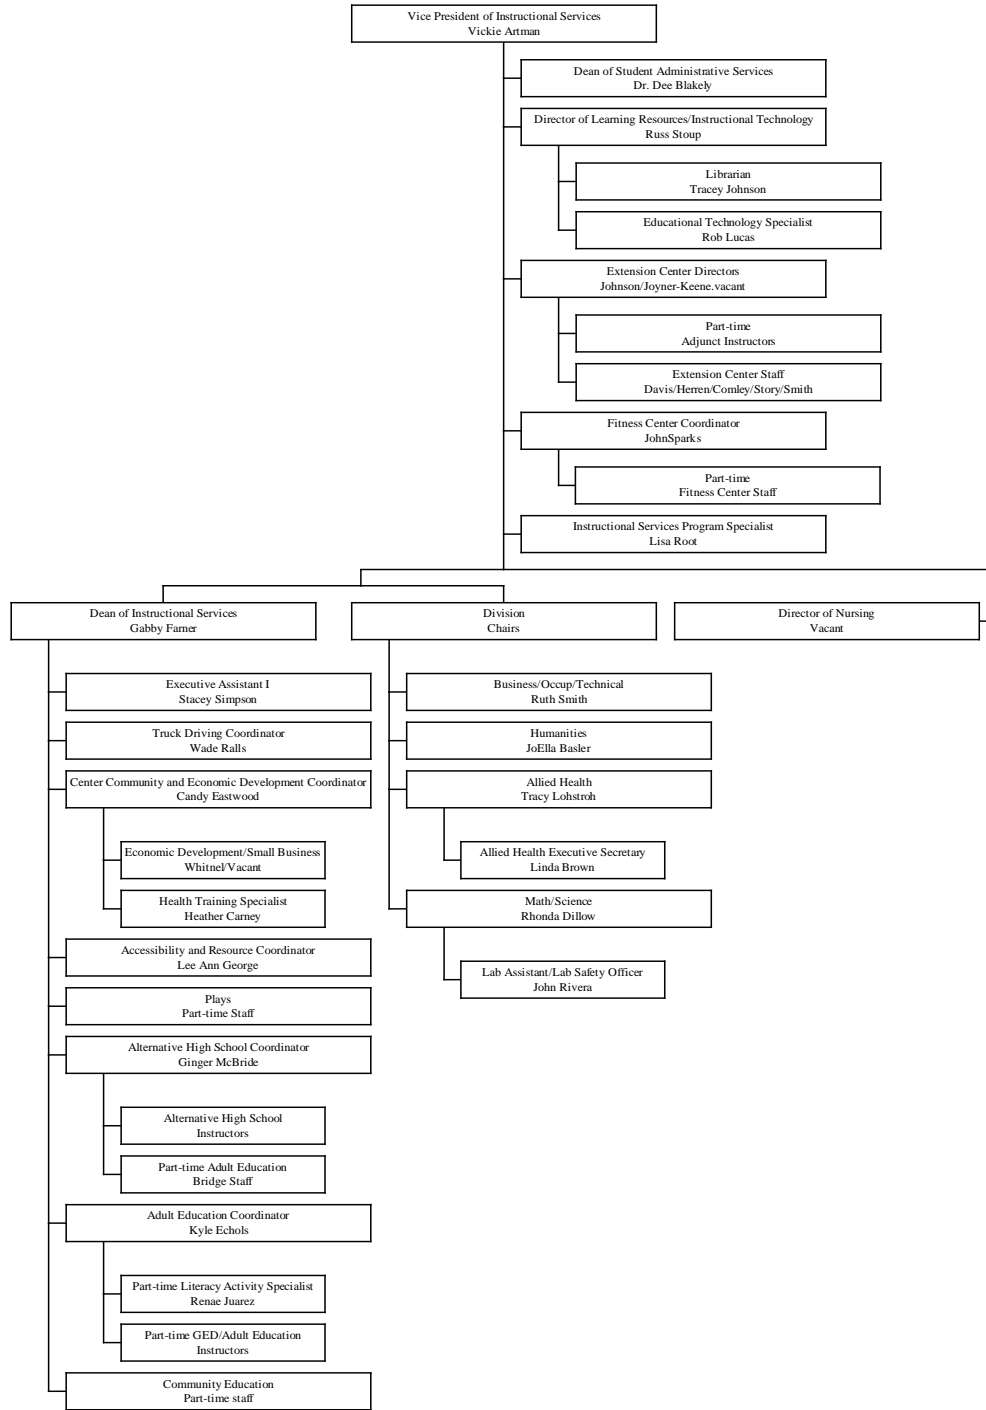 Vice President of Instructional Services
Vickie Artman
Dean of Student Administrative Services
Dr. Dee Blakely
Director of Learning Resources/Instructional Technology
Russ Stoup
Librarian
Tracey Johnson
Educational Technology Specialist
Rob Lucas
Extension Center Directors
Johnson/Joyner-Keene.vacant
Part-time
Adjunct Instructors
Extension Center Staff
Davis/Herren/Comley/Story/Smith
Fitness Center Coordinator
JohnSparks
Part-time
Fitness Center Staff
Instructional Services Program Specialist
Lisa Root
Dean of Instructional Services
Gabby Farner
Executive Assistant I
Stacey Simpson
Truck Driving Coordinator
Wade Ralls
Center Community and Economic Development Coordinator
Candy Eastwood
Economic Development/Small Business
Whitnel/Vacant
Health Training Specialist
Heather Carney
Accessibility and Resource Coordinator
Lee Ann George
Plays
Part-time Staff
Alternative High School Coordinator
Ginger McBride
Alternative High School
Instructors
Part-time Adult Education
Bridge Staff
Adult Education Coordinator
Kyle Echols
Part-time Literacy Activity Specialist
Renae Juarez
Part-time GED/Adult Education
Instructors
Community Education
Part-time staff
Division
Chairs
Business/Occup/Technical
Ruth Smith
Humanities
JoElla Basler
Allied Health
Tracy Lohstroh
Allied Health Executive Secretary
Linda Brown
Math/Science
Rhonda Dillow
Lab Assistant/Lab Safety Officer
John Rivera
Director of Nursing
Vacant